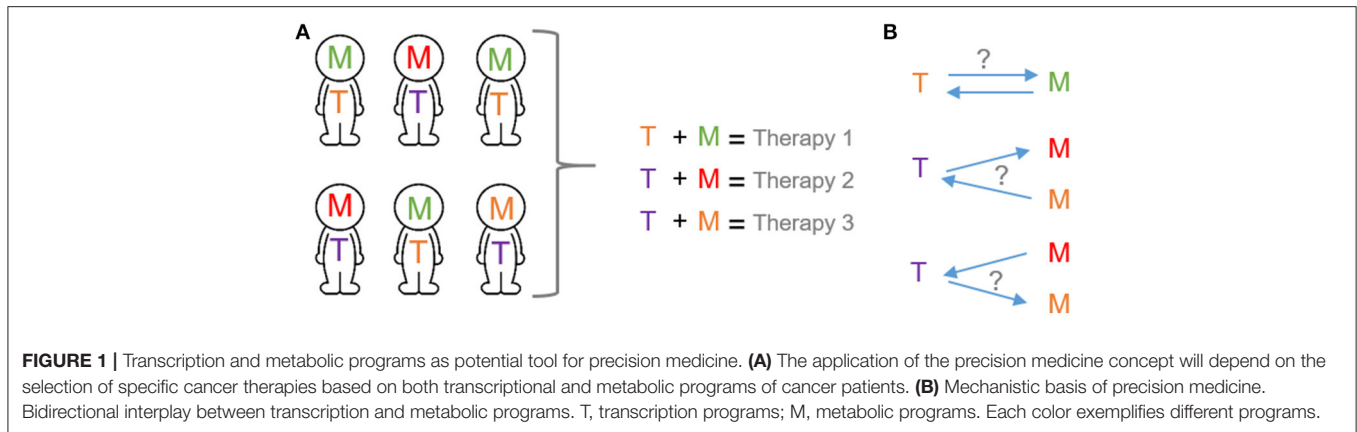 A
M M M
T T T
M M M
T T T
T + M = Therapy 1
T + M = Therapy 2
T + M = Therapy 3
B
?
T M
M
T ?
M
M
T ?
M
FIGURE 1 | Transcription and metabolic programs as potential tool for precision medicine. (A) The application of the precision medicine concept will depend on the
selection of specific cancer therapies based on both transcriptional and metabolic programs of cancer patients. (B) Mechanistic basis of precision medicine.
Bidirectional interplay between transcription and metabolic programs. T, transcription programs; M, metabolic programs. Each color exemplifies different programs.